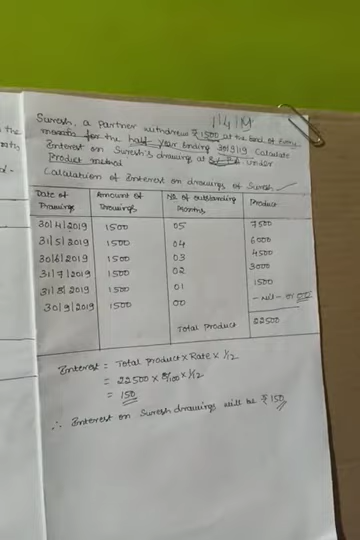 141M
Suresh, a partner withdrew ₹1500 at the end of every
month for the half-year Ending 30/9/19 Calculate
Interest on Suresh's drawing at 8% P.A under
Product method
Calculation of Interest on drawings of Suresh
Date of Drawings Amount of Drawings No of outstanding Months Product
30/4/2019 1500 05 7500
31/5/2019 1500 04 6000
30/6/2019 1500 03 4500
31/7/2019 1500 02 3000
31/8/2019 1500 01 1500
30/9/2019 1500 00 -Nil- or 000
Total Product 22500
Interest = Total product × Rate × 1/12
= 22500 × 8/100 × 1/12
= 150
∴ Interest on Suresh drawings will be ₹150